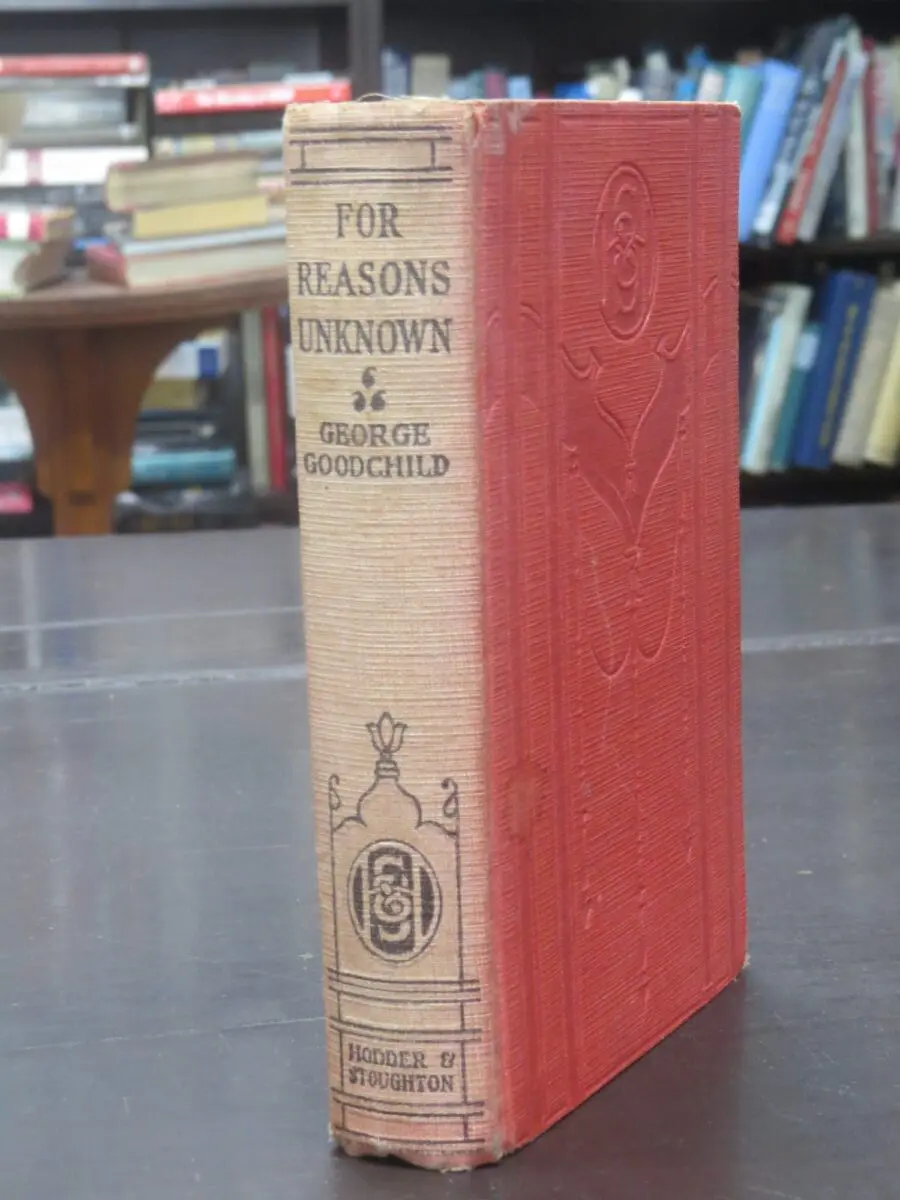 FOR
REASONS
UNKNOWN
GEORGE
GOODCHILD
HODDER &
STOUGHTON